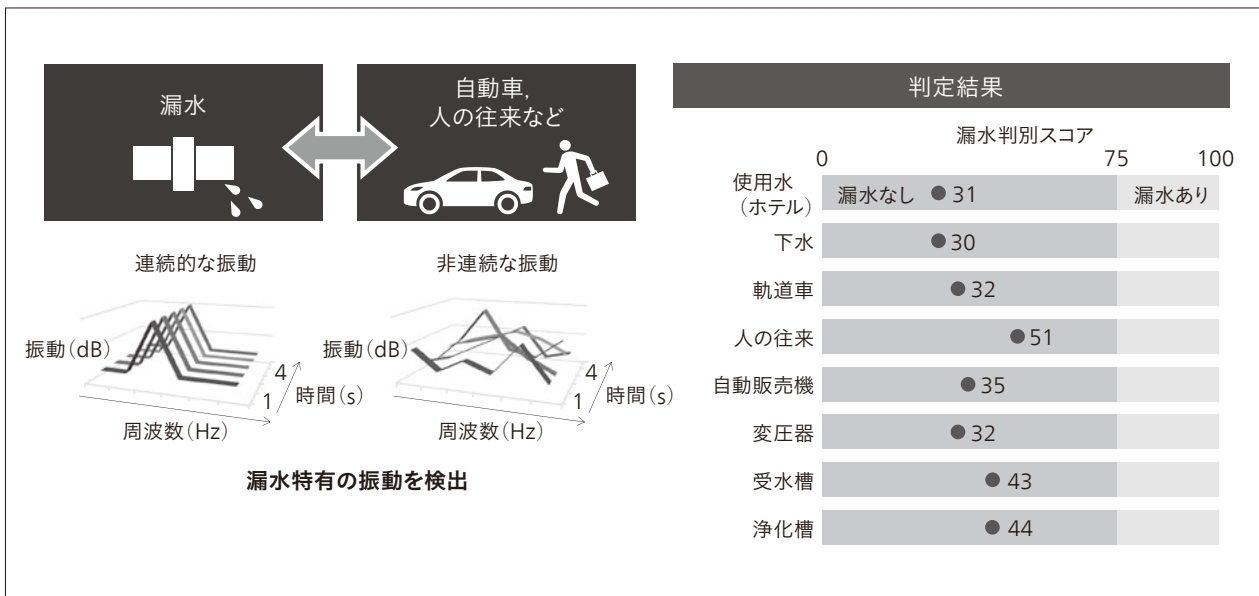 漏水
自動車,
人の往来など
連続的な振動
非連続な振動
振動(dB)
4
1
時間(s)
周波数(Hz)
振動(dB)
4
1
時間(s)
周波数(Hz)
漏水特有の振動を検出
判定結果
漏水判別スコア
0 75 100
使用水
(ホテル)
漏水なし 31 漏水あり
下水 30
軌道車 32
人の往来 51
自動販売機 35
変圧器 32
受水槽 43
浄化槽 44